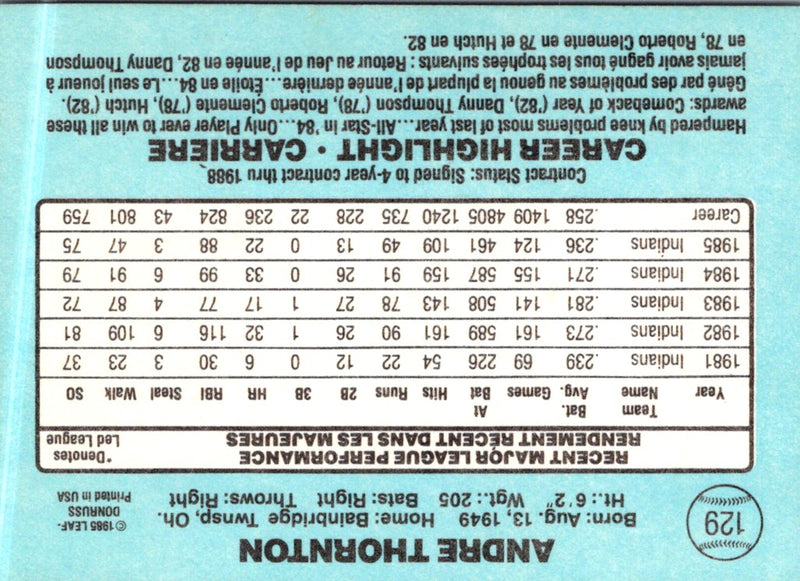 129
ANDRE THORNTON
Born: Aug. 13, 1949 Home: Bainbridge Twnsp, Oh.
Ht.: 6'2" Wgt.: 205 Bats: Right Throws: Right
© 1985 LEAF-
DONRUSS
Printed in USA
RECENT MAJOR LEAGUE PERFORMANCE
RENDEMENT RÉCENT DANS LES MAJEURES
*Denotes
Led League
Year Team Name Bat. Avg. Games At Bat Hits Runs 2B 3B HR RBI Steal Walk SO
1981 Indians .239 69 226 54 22 12 0 6 30 3 23 37
1982 Indians .273 161 589 161 90 26 1 32 116 6 109 81
1983 Indians .281 141 508 143 78 27 1 17 77 4 87 72
1984 Indians .271 155 587 159 91 26 0 33 99 6 91 79
1985 Indians .236 124 461 109 49 13 0 22 88 3 47 75
Career .258 1409 4805 1240 735 228 22 236 824 43 801 759
Contract Status: Signed to 4-year contract thru 1988
CAREER HIGHLIGHT • CARRIÈRE
Hampered by knee problems most of last year...All-Star in '84...Only Player ever to win all these
awards: Comeback of Year ('82), Danny Thompson ('78), Roberto Clemente ('78), Hutch ('82).
Gêné par des problèmes au genou la plupart de l'année dernière...Étoile en 84...Le seul joueur à
jamais avoir gagné tous les trophées suivants: Retour au Jeu de l'année en 82, Danny Thompson
en 78, Roberto Clemente en 78 et Hutch en 82.